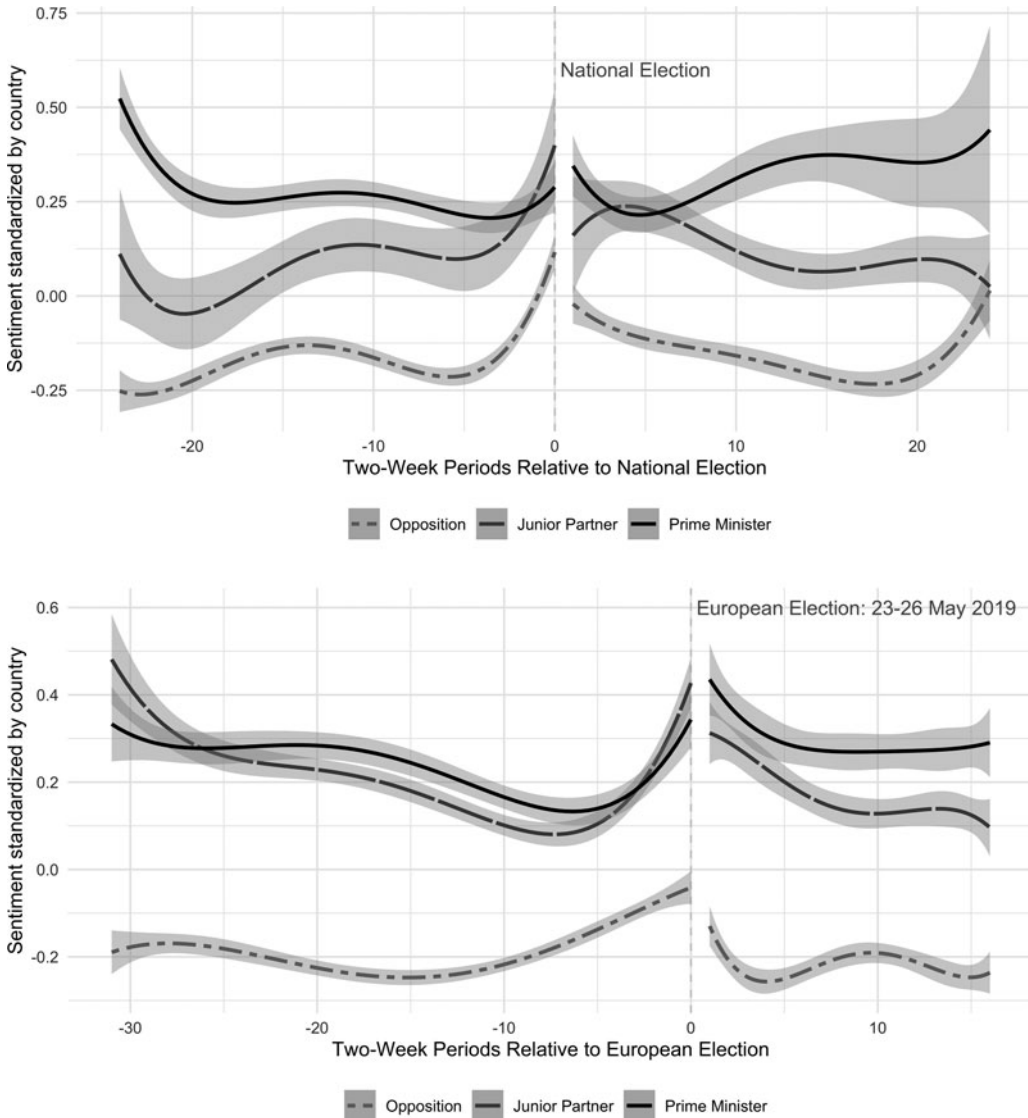 0.75
0.50
0.25
0.00
-0.25
Sentiment standardized by country
National Election
-20 -10 0 10 20
Two-Week Periods Relative to National Election
Opposition Junior Partner Prime Minister
0.6
0.4
0.2
0.0
-0.2
Sentiment standardized by country
European Election: 23-26 May 2019
-30 -20 -10 0 10
Two-Week Periods Relative to European Election
Opposition Junior Partner Prime Minister